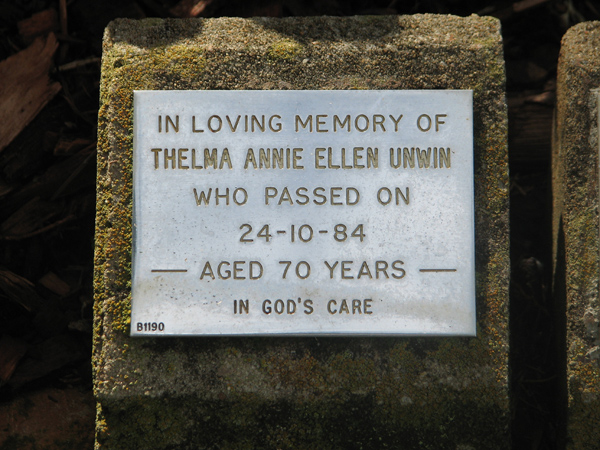 IN LOVING MEMORY OF
THELMA ANNIE ELLEN UNWIN
WHO PASSED ON
24-10-84
— AGED 70 YEARS —
IN GOD'S CARE
B1190